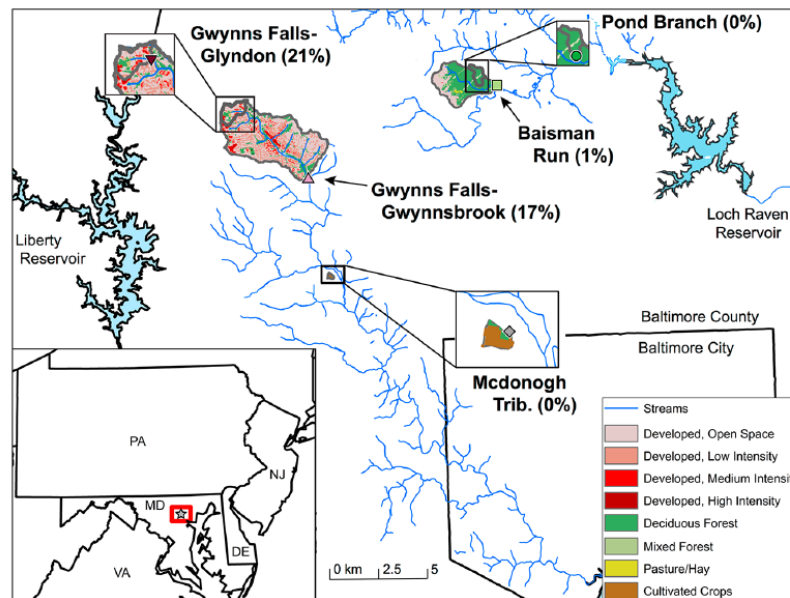 Gwynns Falls-
Glyndon (21%)
Pond Branch (0%)
Baisman
Run (1%)
Gwynns Falls-
Gwynnsbrook (17%)
Liberty
Reservoir
Loch Raven
Reservoir
Baltimore County
Baltimore City
Mcdonogh
Trib. (0%)
PA
NJ
MD
DE
VA
0 km 2.5 5
Streams
Developed, Open Space
Developed, Low Intensity
Developed, Medium Intensit
Developed, High Intensity
Deciduous Forest
Mixed Forest
Pasture/Hay
Cultivated Crops